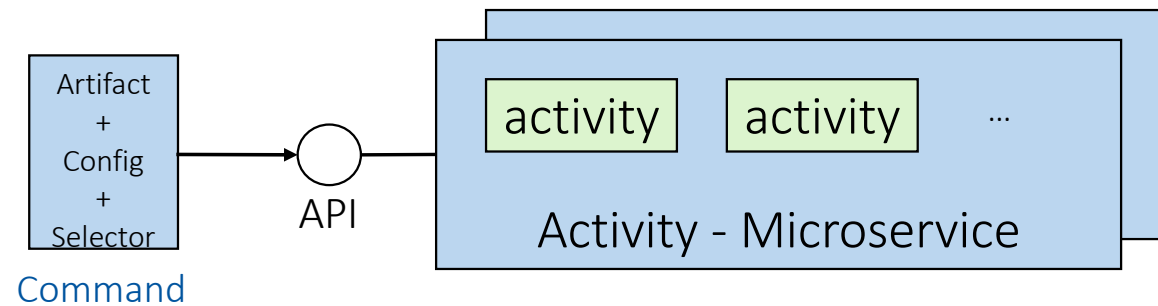 Artifact
+
Config
+
Selector
Command
API
activity
activity
...
Activity - Microservice